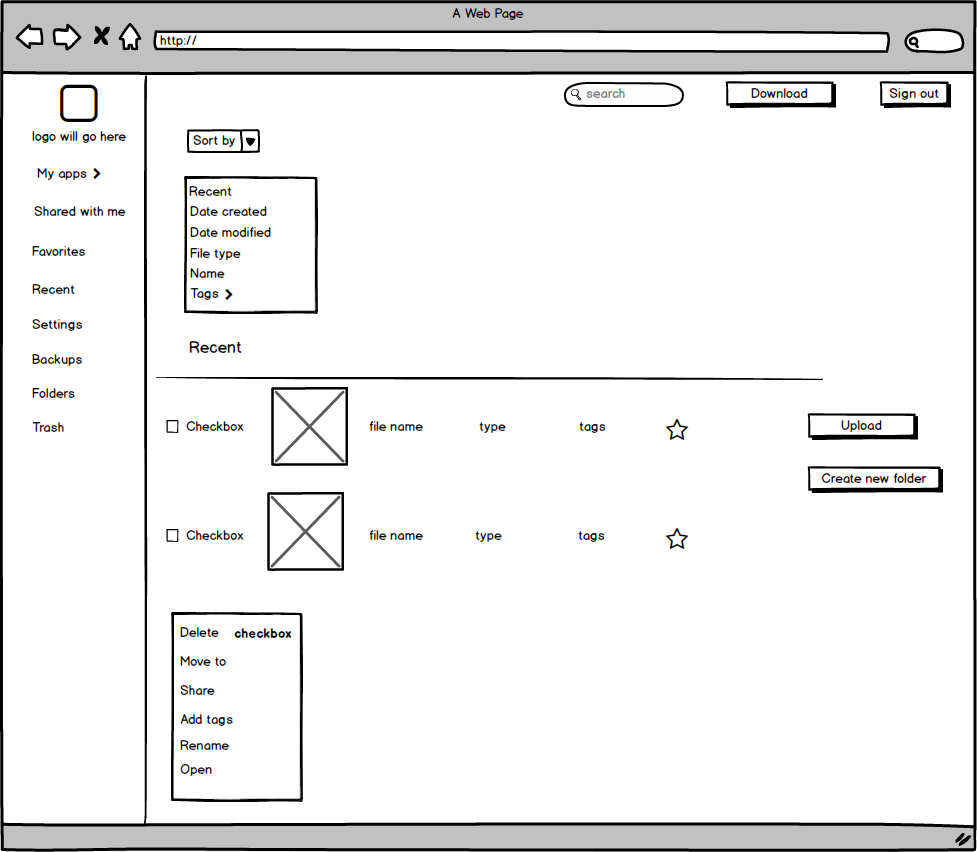 A Web Page
http://
search
Download
Sign out
logo will go here
My apps
Shared with me
Favorites
Recent
Settings
Backups
Folders
Trash
Sort by
Recent
Date created
Date modified
File type
Name
Tags
Recent
Checkbox file name type tags
Upload
Create new folder
Checkbox file name type tags
Delete checkbox
Move to
Share
Add tags
Rename
Open